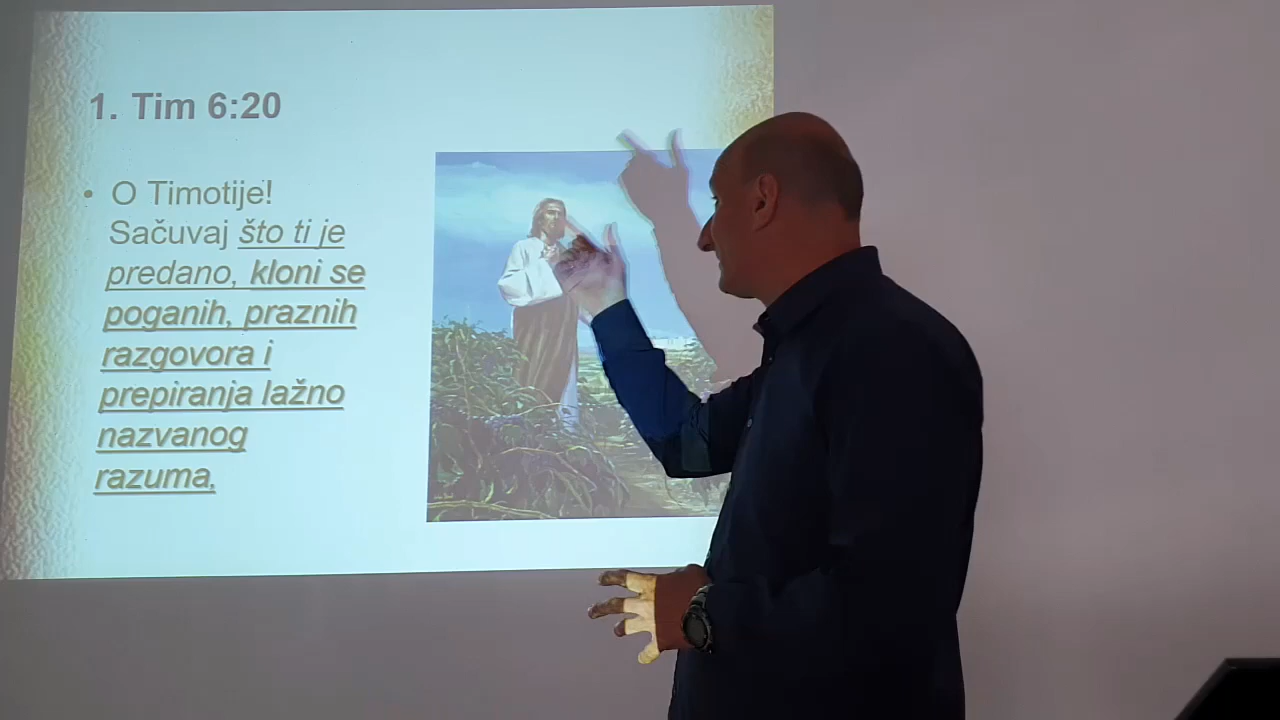 1. Tim 6:20
• O Timotije!
Sačuvaj što ti je
predano, kloni se
poganih, praznih
razgovora i
prepiranja lažno
nazvanog
razuma,